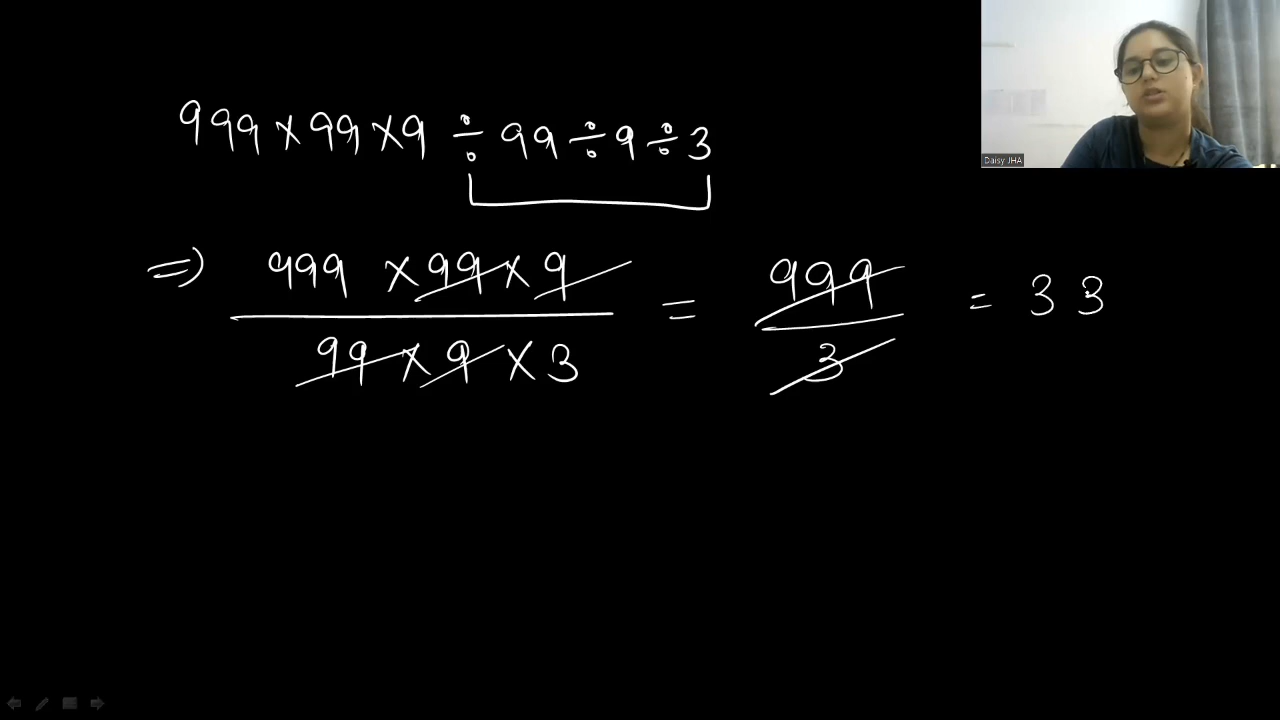 999 × 99 × 9 ÷ 99 ÷ 9 ÷ 3
Daisy JHA
⇒ 999 × 99 × 9 / 99 × 9 × 3 = 999 / 3 = 33